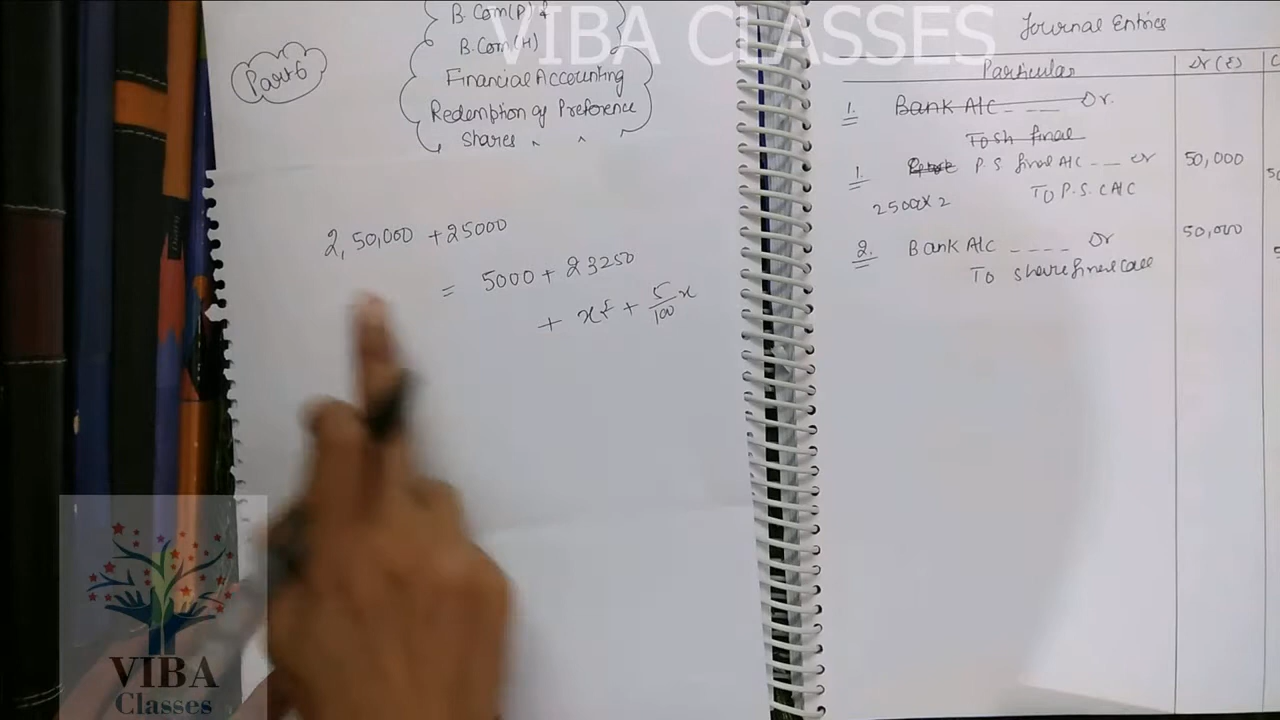 VIBA CLASSES
Part 6
B.Com(P) &
B.Com(H)
Financial Accounting
Redemption of Preference
Shares
2,50,000 + 25000
= 5000 + 23250
+ x + 5/100 x
Journal Entries
Particular Dr (₹)
1. Bank A/C ---- Dr.
To Sh final
1. P.S final A/C --- Dr 50,000
2500 x 2 To P.S. C A/C
2. Bank A/C ---- Dr 50,000
To share final call
VIBA
Classes